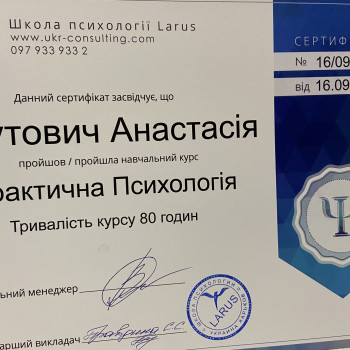 Школа психології Larus
www.ukr-consulting.com
097 933 933 2
Даний сертифікат засвідчує, що
утович Анастасія
пройшов / пройшла навчальний курс
рактична Психологія
Тривалість курсу 80 годин
льний менеджер
арший викладач
СЕРТИФ
№ 16/09
від 16.09
Ψ
LARUS